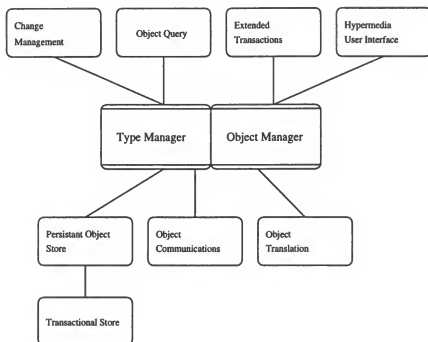 Change
Management
Object Query
Extended
Transactions
Hypermedia
User Interface
Type Manager
Object Manager
Persistant Object
Store
Object
Communications
Object
Translation
Transactional Store